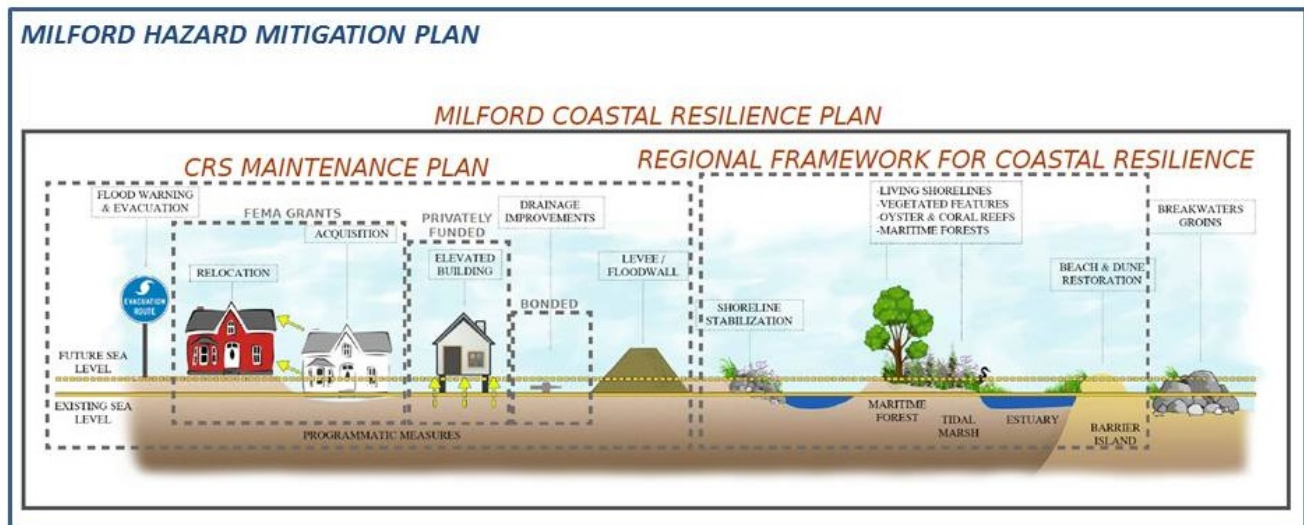 MILFORD HAZARD MITIGATION PLAN
MILFORD COASTAL RESILIENCE PLAN
CRS MAINTENANCE PLAN
REGIONAL FRAMEWORK FOR COASTAL RESILIENCE
FLOOD WARNING
& EVACUATION
FEMA GRANTS
ACQUISITION
RELOCATION
PRIVATELY
FUNDED
ELEVATED
BUILDING
DRAINAGE
IMPROVEMENTS
BONDED
LEVEE /
FLOODWALL
SHORELINE
STABILIZATION
-LIVING SHORELINES
-VEGETATED FEATURES
-OYSTER & CORAL REEFS
-MARITIME FORESTS
BEACH & DUNE
RESTORATION
BREAKWATERS
GROINS
EVACUATION
ROUTE
FUTURE SEA
LEVEL
EXISTING SEA
LEVEL
PROGRAMMATIC MEASURES
MARITIME
FOREST
TIDAL
MARSH
ESTUARY
BARRIER
ISLAND